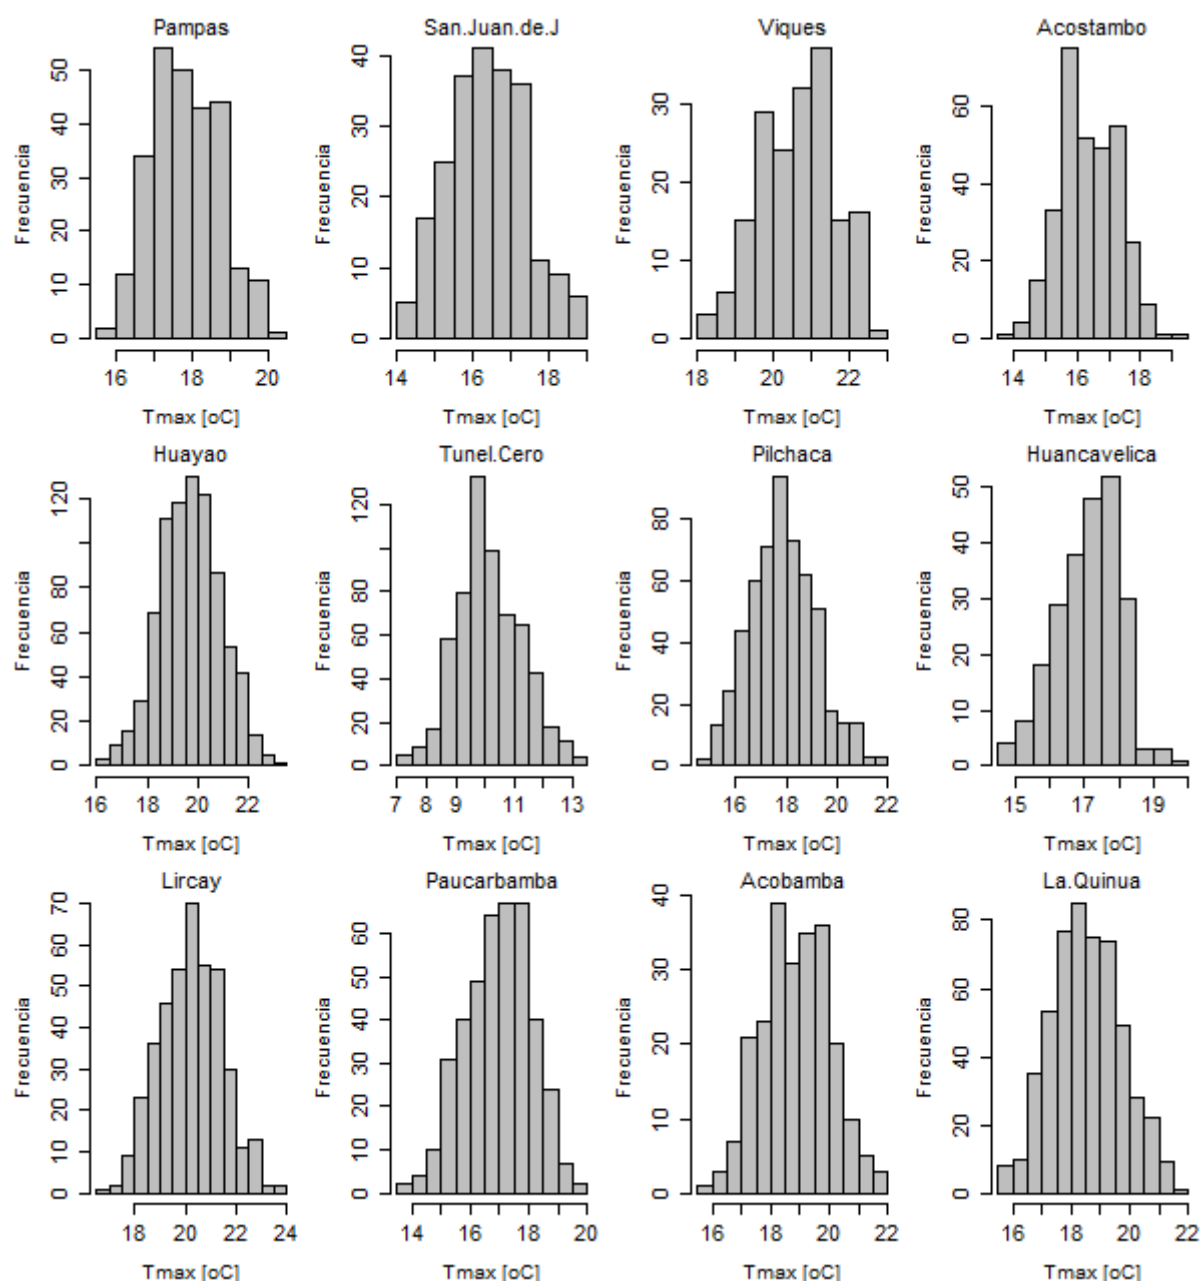 Pampas San.Juan.de.J Viques Acostambo
Frecuencia 0 10 20 30 40 50
Frecuencia 0 10 20 30 40
Frecuencia 0 10 20 30
Frecuencia 0 20 40 60
16 18 20 14 16 18 18 20 22 14 16 18
Tmax [oC] Tmax [oC] Tmax [oC] Tmax [oC]
Huayao Tunel.Cero Pilchaca Huancavelica
Frecuencia 0 20 40 60 80 120
Frecuencia 0 20 40 60 80 120
Frecuencia 0 20 40 60 80
Frecuencia 0 10 20 30 40 50
16 18 20 22 7 8 9 11 13 16 18 20 22 15 17 19
Tmax [oC] Tmax [oC] Tmax [oC] Tmax [oC]
Lircay Paucarbamba Acobamba La.Quinua
Frecuencia 0 10 20 30 40 50 60 70
Frecuencia 0 10 20 30 40 50 60
Frecuencia 0 10 20 30 40
Frecuencia 0 20 40 60 80
18 20 22 24 14 16 18 20 16 18 20 22 16 18 20 22
Tmax [oC] Tmax [oC] Tmax [oC] Tmax [oC]